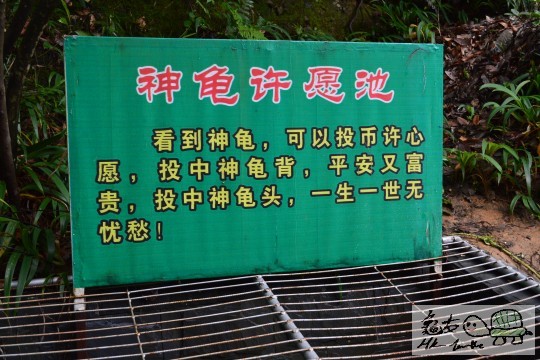 神龟许愿池
看到神龟，可以投币许心
愿，投中神龟背，平安又富
贵，投中神龟头，一生一世无
忧愁！